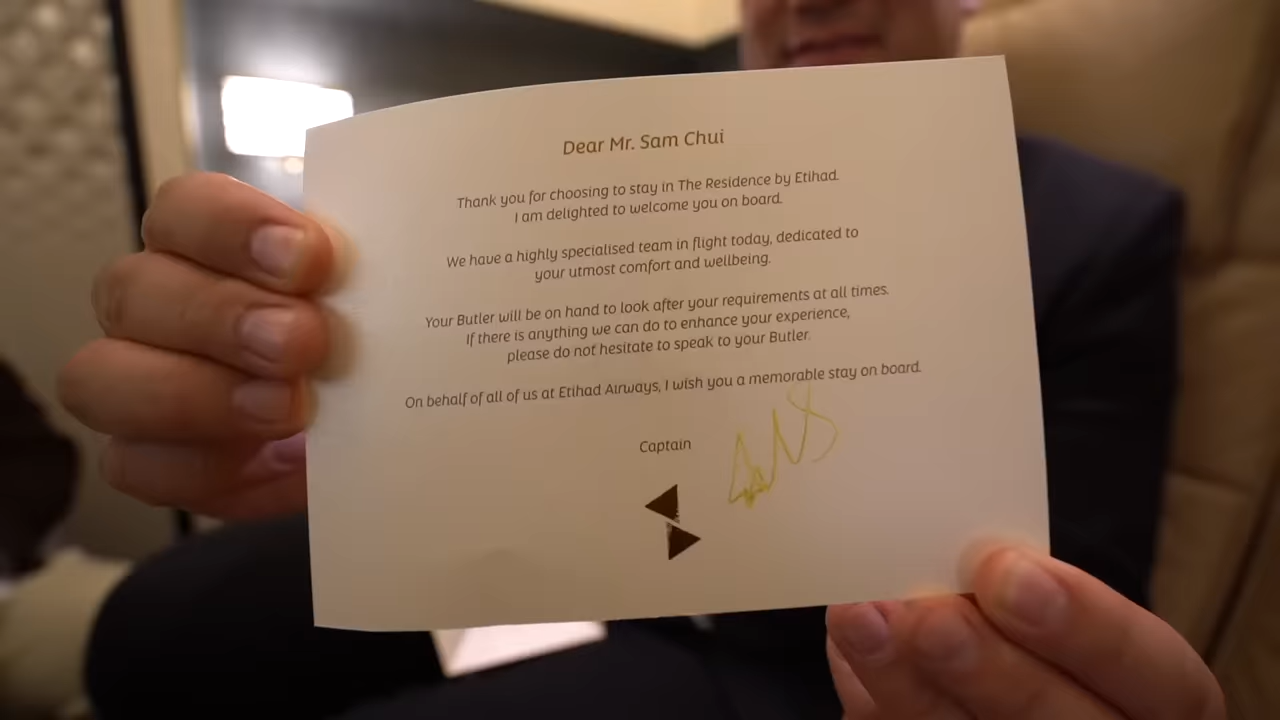 Dear Mr. Sam Chui
Thank you for choosing to stay in The Residence by Etihad.
I am delighted to welcome you on board.
We have a highly specialised team in flight today, dedicated to
your utmost comfort and wellbeing.
Your Butler will be on hand to look after your requirements at all times.
If there is anything we can do to enhance your experience,
please do not hesitate to speak to your Butler.
On behalf of all of us at Etihad Airways, I wish you a memorable stay on board.
Captain